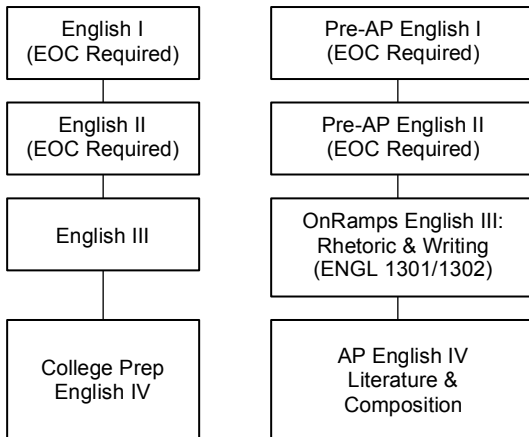 English I
(EOC Required)
Pre-AP English I
(EOC Required)
English II
(EOC Required)
Pre-AP English II
(EOC Required)
English III
OnRamps English III:
Rhetoric & Writing
(ENGL 1301/1302)
College Prep
English IV
AP English IV
Literature &
Composition